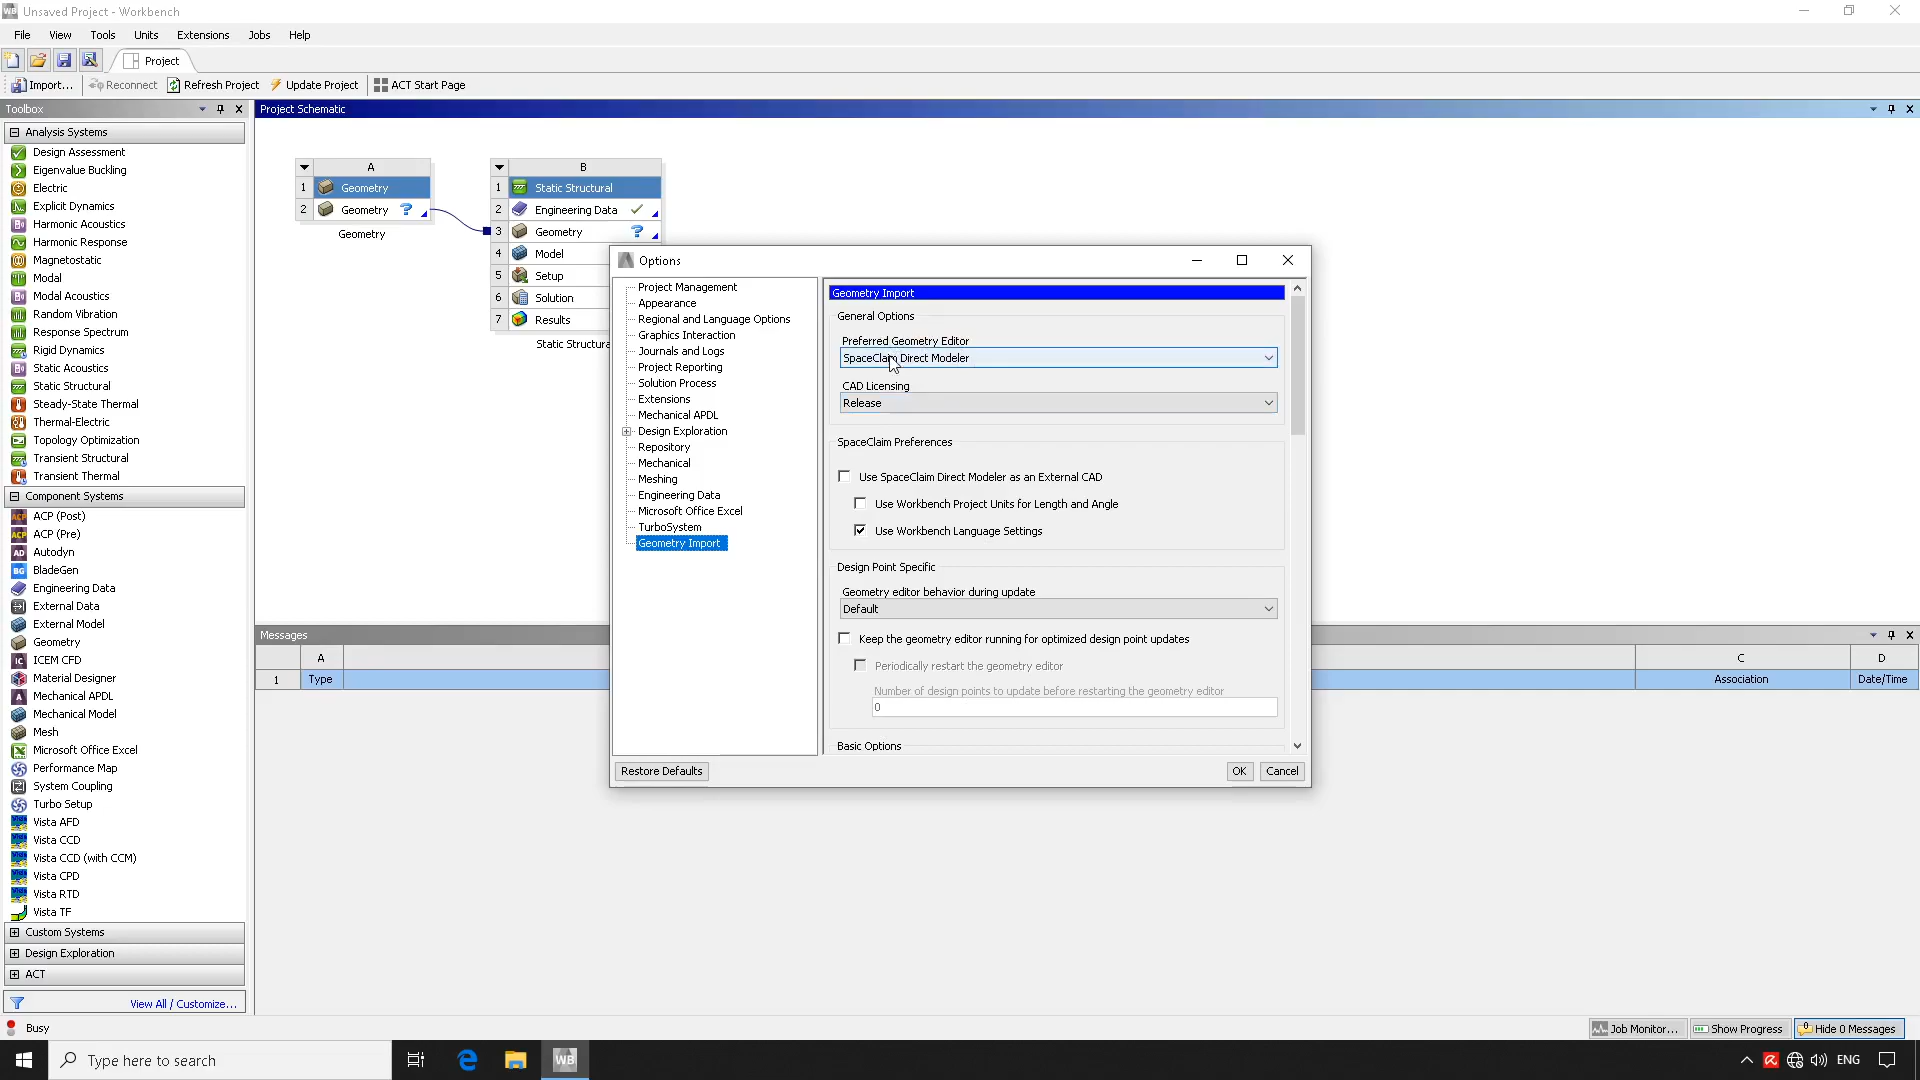 Unsaved Project - Workbench
File View Tools Units Extensions Jobs Help
Project
Import... Reconnect Refresh Project Update Project ACT Start Page
Toolbox
Analysis Systems
Design Assessment
Eigenvalue Buckling
Electric
Explicit Dynamics
Harmonic Acoustics
Harmonic Response
Magnetostatic
Modal
Modal Acoustics
Random Vibration
Response Spectrum
Rigid Dynamics
Static Acoustics
Static Structural
Steady-State Thermal
Thermal-Electric
Topology Optimization
Transient Structural
Transient Thermal
Component Systems
ACP (Post)
ACP (Pre)
Autodyn
BladeGen
Engineering Data
External Data
External Model
Geometry
ICEM CFD
Material Designer
Mechanical APDL
Mechanical Model
Mesh
Microsoft Office Excel
Performance Map
System Coupling
Turbo Setup
Vista AFD
Vista CCD
Vista CCD (with CCM)
Vista CPD
Vista RTD
Vista TF
Custom Systems
Design Exploration
ACT
View All / Customize...
Project Schematic
A
1 Geometry
2 Geometry ?
Geometry
B
1 Static Structural
2 Engineering Data
3 Geometry ?
4 Model
5 Setup
6 Solution
7 Results
Static Structura
Options
Project Management
Appearance
Regional and Language Options
Graphics Interaction
Journals and Logs
Project Reporting
Solution Process
Extensions
Mechanical APDL
Design Exploration
Repository
Mechanical
Meshing
Engineering Data
Microsoft Office Excel
TurboSystem
Geometry Import
Geometry Import
General Options
Preferred Geometry Editor
SpaceClaim Direct Modeler
CAD Licensing
Release
SpaceClaim Preferences
Use SpaceClaim Direct Modeler as an External CAD
Use Workbench Project Units for Length and Angle
Use Workbench Language Settings
Design Point Specific
Geometry editor behavior during update
Default
Keep the geometry editor running for optimized design point updates
Periodically restart the geometry editor
Number of design points to update before restarting the geometry editor
0
Basic Options
Restore Defaults OK Cancel
Messages
A C D
1 Type Association Date/Time
Busy
Job Monitor... Show Progress Hide 0 Messages
Type here to search
WB
ENG